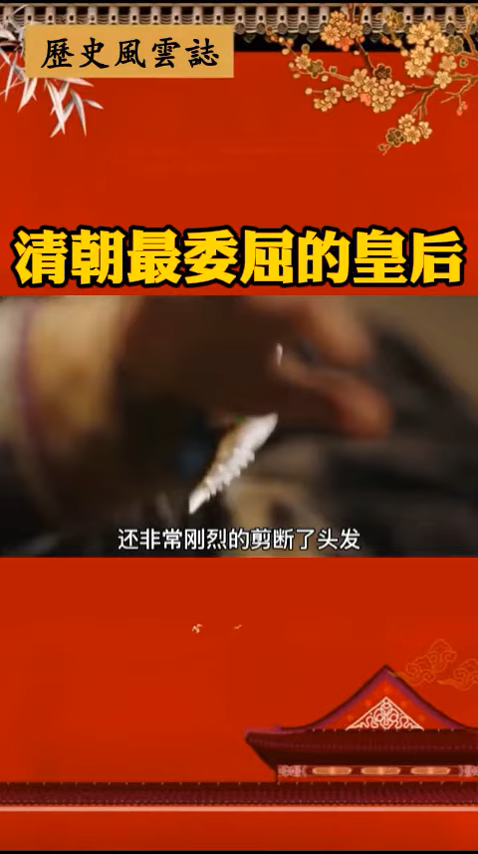 歷史風雲誌
清朝最委屈的皇后
还非常刚烈的剪断了头发